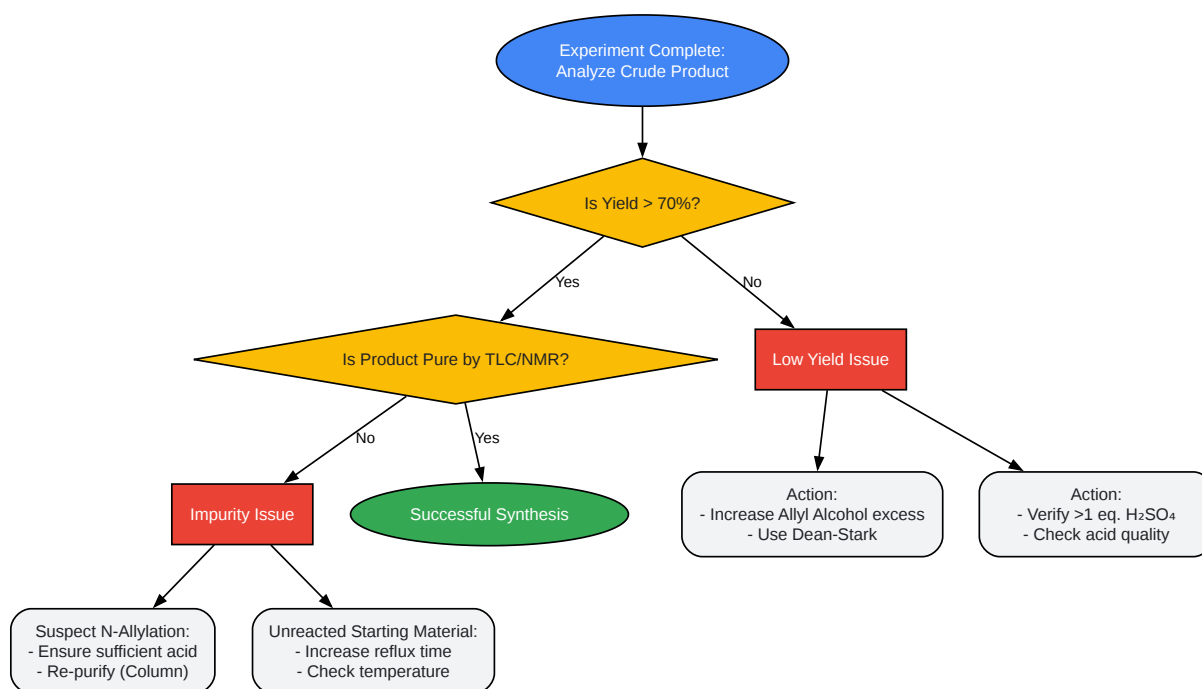 Experiment Complete:
Analyze Crude Product
Is Yield > 70%?
Yes
No
Is Product Pure by TLC/NMR?
Low Yield Issue
No
Yes
Impurity Issue
Successful Synthesis
Action:
- Increase Allyl Alcohol excess
- Use Dean-Stark
Action:
- Verify >1 eq. H₂SO₄
- Check acid quality
Suspect N-Allylation:
- Ensure sufficient acid
- Re-purify (Column)
Unreacted Starting Material:
- Increase reflux time
- Check temperature